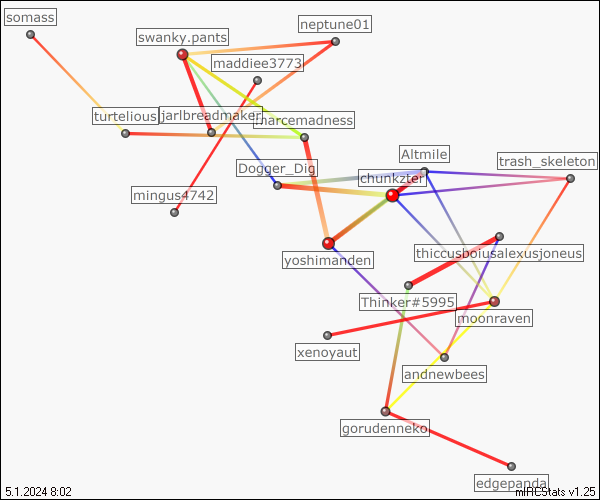 somass
neptune01
swanky.pants
maddiee3773
turtelious
jarlbreadmaker
marcemadness
Altmile
trash_skeleton
Dogger_Dig
chunkzter
mingus4742
thiccusboiusalexusjoneus
yoshimanden
Thinker#5995
moonraven
xenoyaut
andnewbees
gorudenneko
edgepanda
5.1.2024 8:02
mIRCStats v1.25